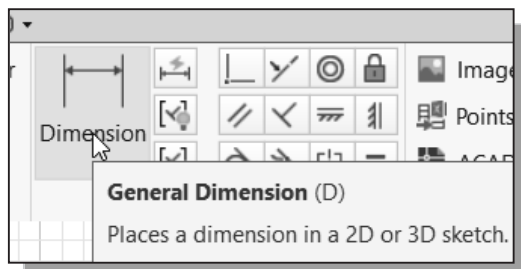 Image
Points
Dimension
General Dimension (D)
Places a dimension in a 2D or 3D sketch.